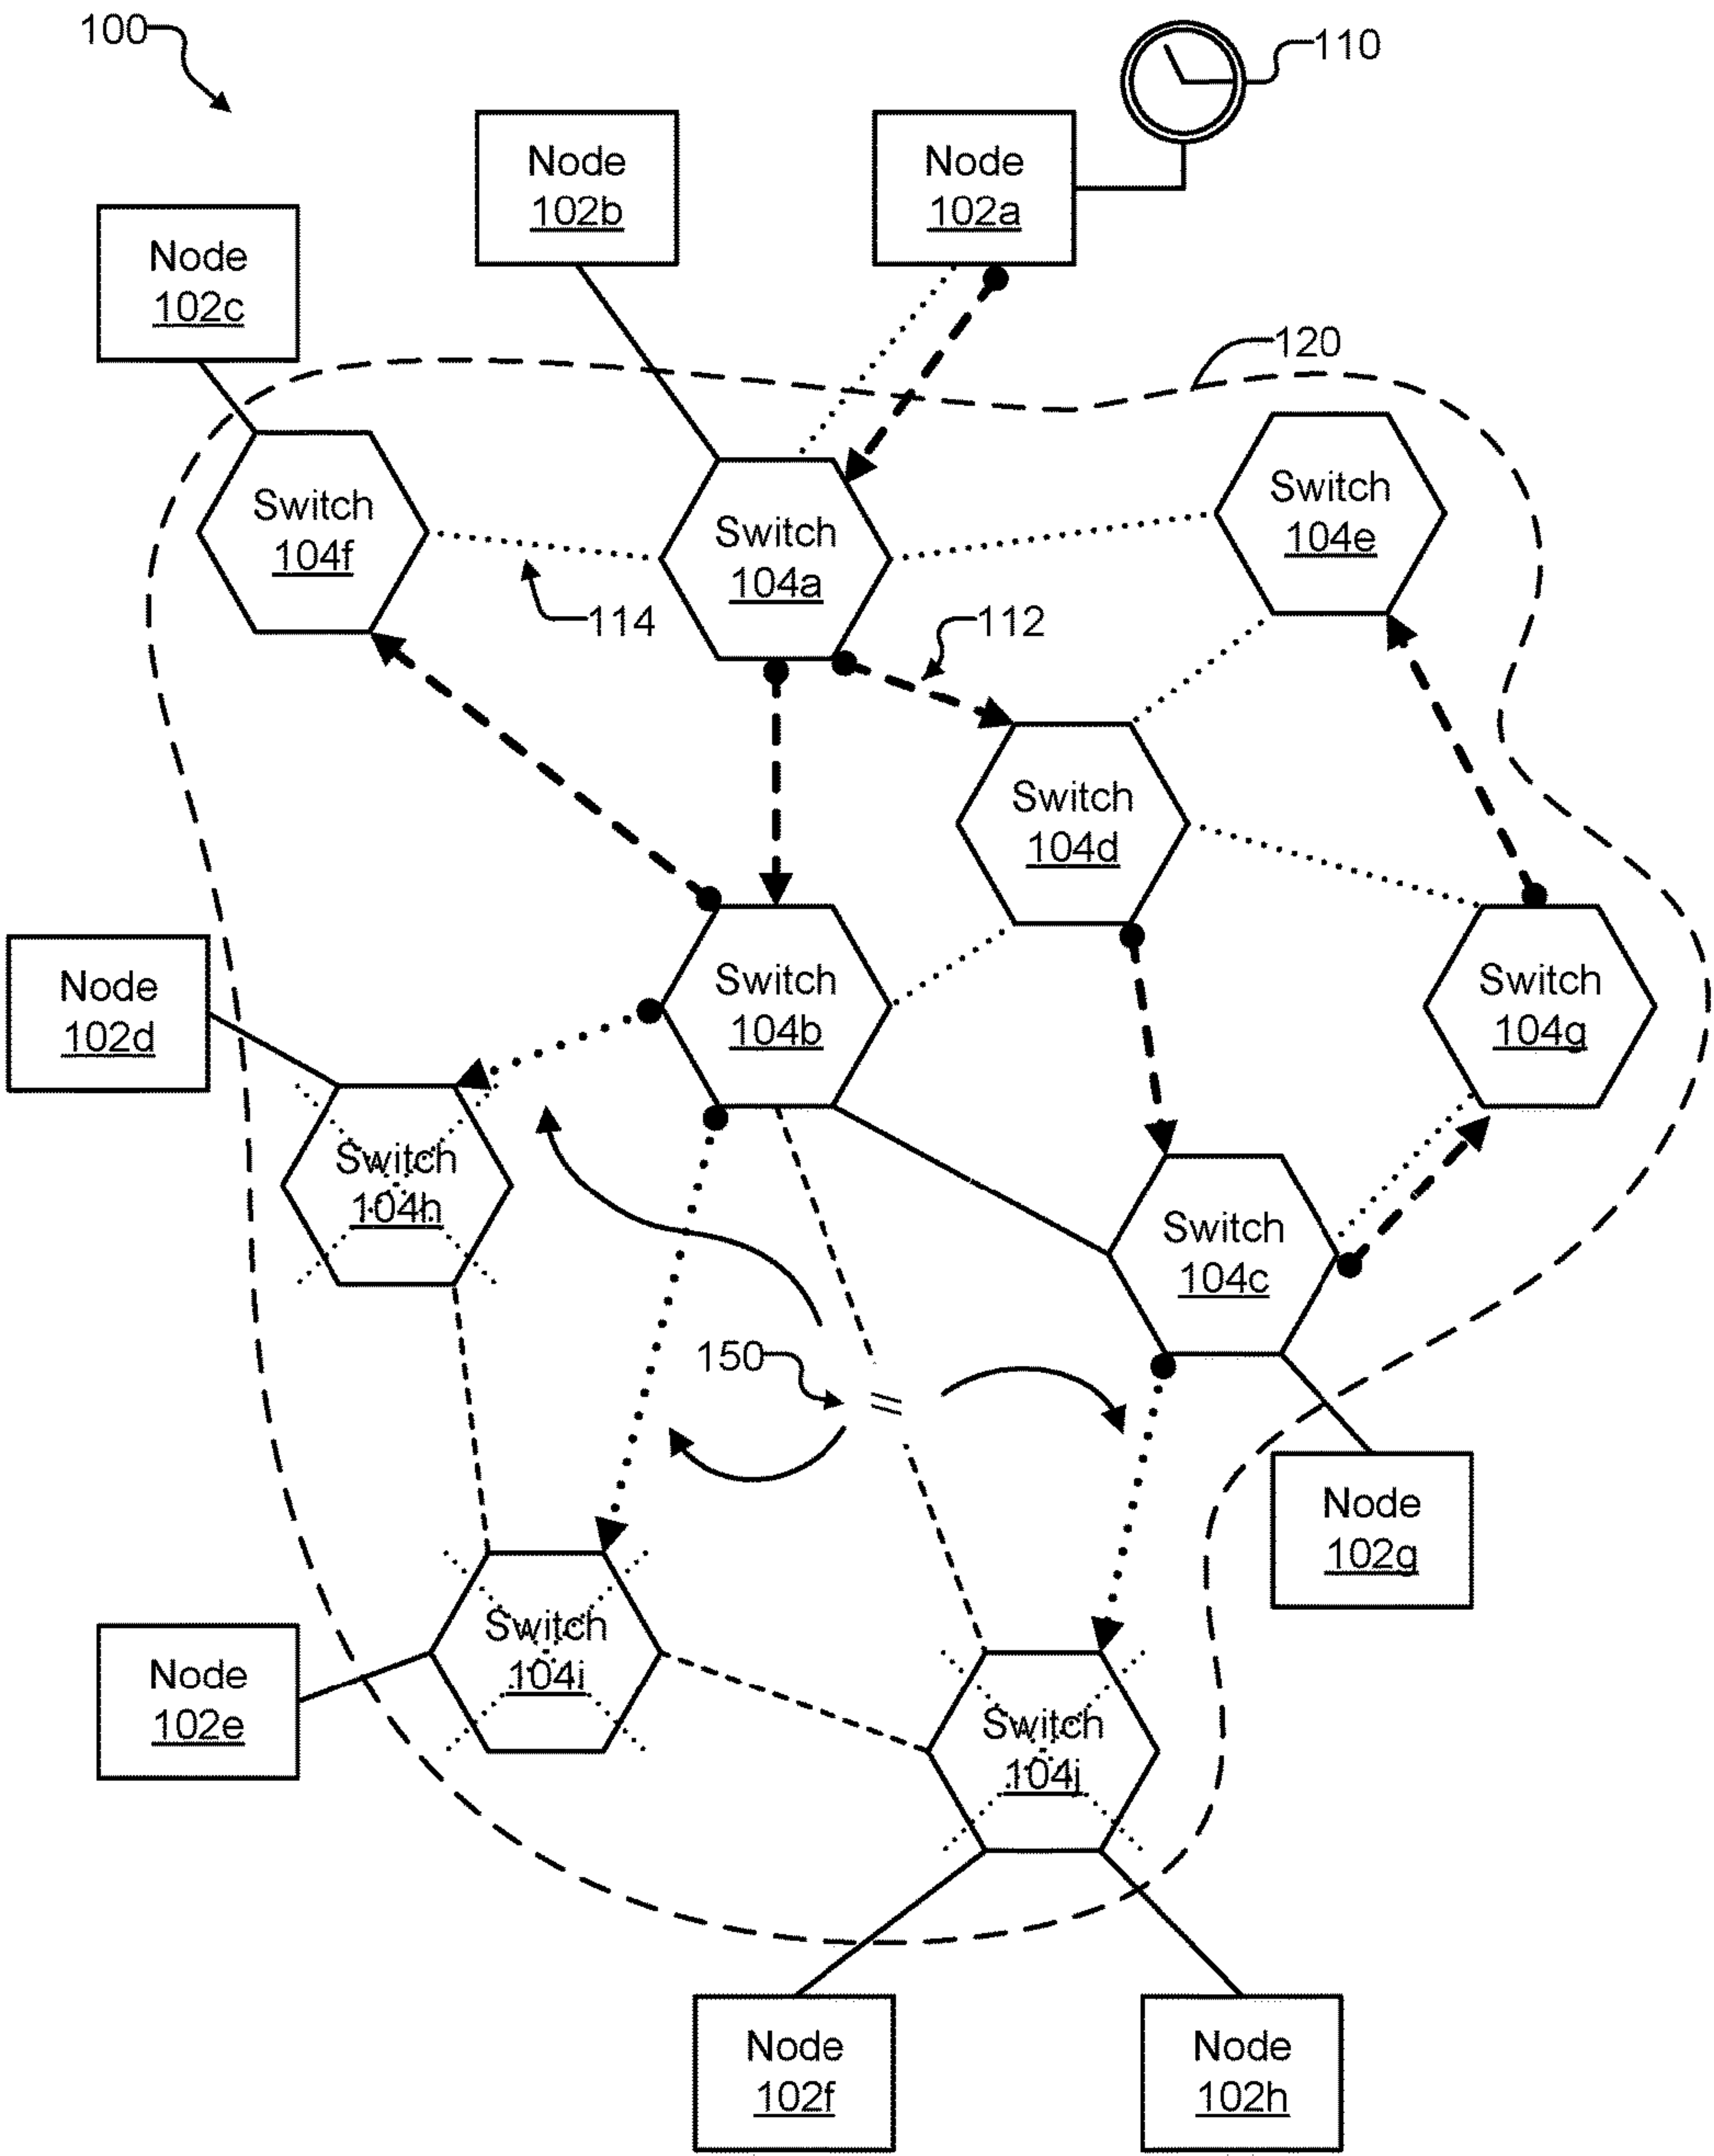 100
110
Node
102b
Node
102a
Node
102c
120
Switch
104f
Switch
104a
Switch
104e
114
112
Switch
104d
Node
102d
Switch
104b
Switch
104g
Switch
104h
Switch
104c
150
Node
102g
Switch
104i
Node
102e
Switch
104j
Node
102f
Node
102h